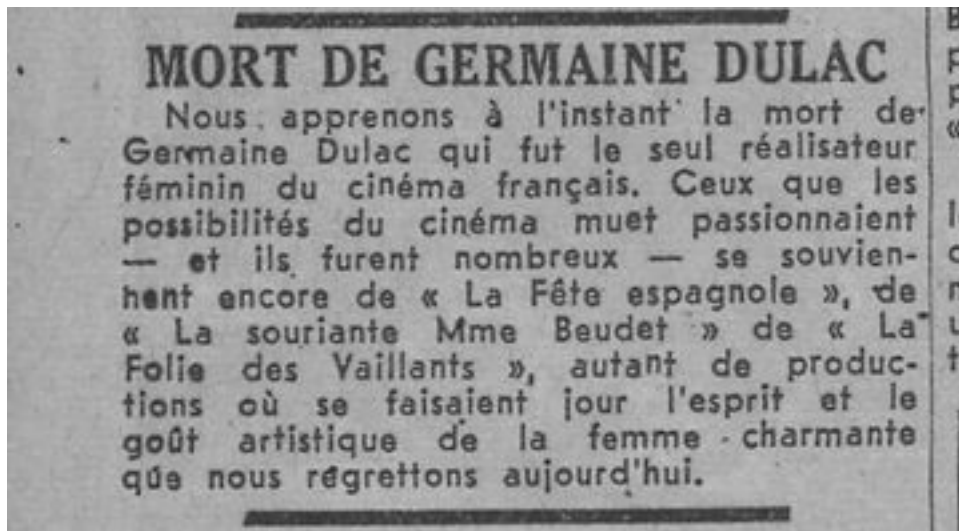 MORT DE GERMAINE DULAC
Nous apprenons à l'instant la mort de
Germaine Dulac qui fut le seul réalisateur
féminin du cinéma français. Ceux que les
possibilités du cinéma muet passionnaient
— et ils furent nombreux — se souvien-
nent encore de « La Fête espagnole », de
« La souriante Mme Beudet » de « La
Folie des Vaillants », autant de produc-
tions où se faisaient jour l'esprit et le
goût artistique de la femme charmante
que nous regrettons aujourd'hui.